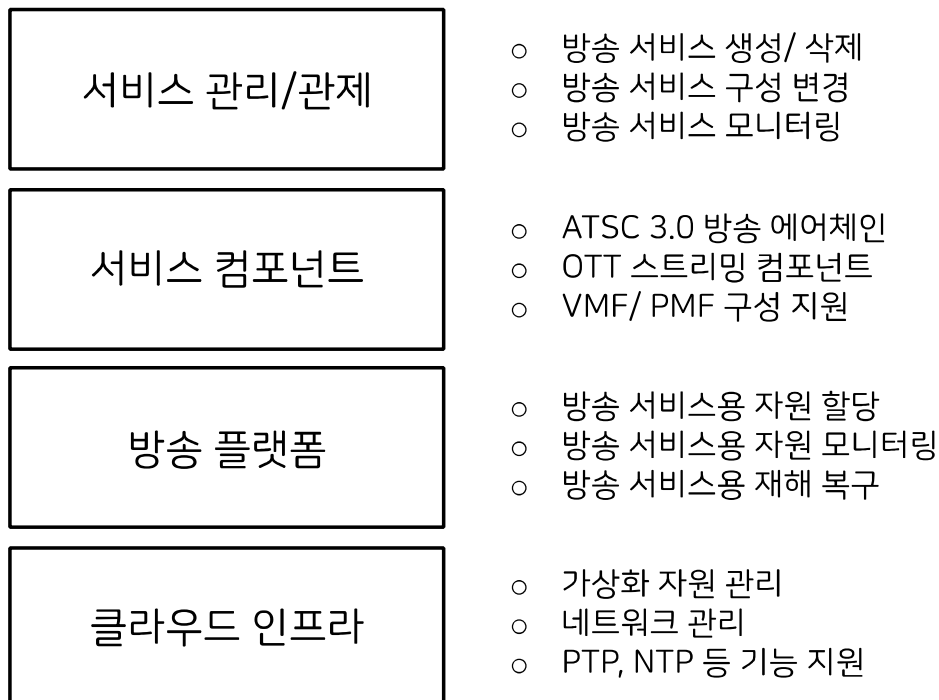 서비스 관리/관제
○ 방송 서비스 생성/ 삭제
○ 방송 서비스 구성 변경
○ 방송 서비스 모니터링
서비스 컴포넌트
○ ATSC 3.0 방송 에어체인
○ OTT 스트리밍 컴포넌트
○ VMF/ PMF 구성 지원
방송 플랫폼
○ 방송 서비스용 자원 할당
○ 방송 서비스용 자원 모니터링
○ 방송 서비스용 재해 복구
클라우드 인프라
○ 가상화 자원 관리
○ 네트워크 관리
○ PTP, NTP 등 기능 지원